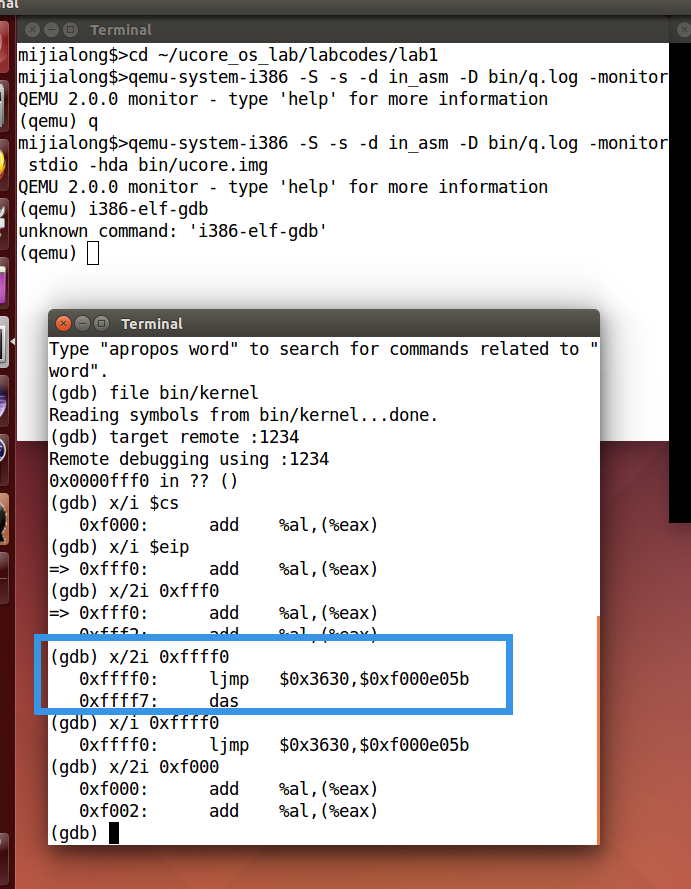 nal
Terminal
mijialong$>cd ~/ucore_os_lab/labcodes/lab1
mijialong$>qemu-system-i386 -S -s -d in_asm -D bin/q.log -monitor
QEMU 2.0.0 monitor - type 'help' for more information
(qemu) q
mijialong$>qemu-system-i386 -S -s -d in_asm -D bin/q.log -monitor
 stdio -hda bin/ucore.img
QEMU 2.0.0 monitor - type 'help' for more information
(qemu) i386-elf-gdb
unknown command: 'i386-elf-gdb'
(qemu)
Terminal
Type "apropos word" to search for commands related to "
word".
(gdb) file bin/kernel
Reading symbols from bin/kernel...done.
(gdb) target remote :1234
Remote debugging using :1234
0x0000fff0 in ?? ()
(gdb) x/i $cs
   0xf000:      add    %al,(%eax)
(gdb) x/i $eip
=> 0xfff0:      add    %al,(%eax)
(gdb) x/2i 0xfff0
=> 0xfff0:      add    %al,(%eax)
   0xfff2:      add    %al,(%eax)
(gdb) x/2i 0xffff0
   0xffff0:     ljmp   $0x3630,$0xf000e05b
   0xffff7:     das
(gdb) x/i 0xffff0
   0xffff0:     ljmp   $0x3630,$0xf000e05b
(gdb) x/2i 0xf000
   0xf000:      add    %al,(%eax)
   0xf002:      add    %al,(%eax)
(gdb)